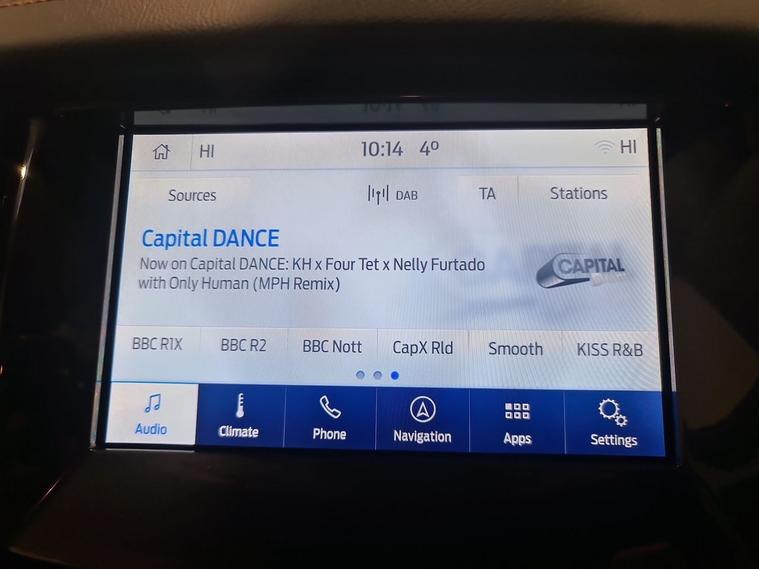 HI 10:14 4º HI
Sources DAB TA Stations
Capital DANCE
Now on Capital DANCE: KH x Four Tet x Nelly Furtado
with Only Human (MPH Remix)
CAPITAL
BBC R1X BBC R2 BBC Nott CapX Rld Smooth KISS R&B
Audio Climate Phone Navigation Apps Settings